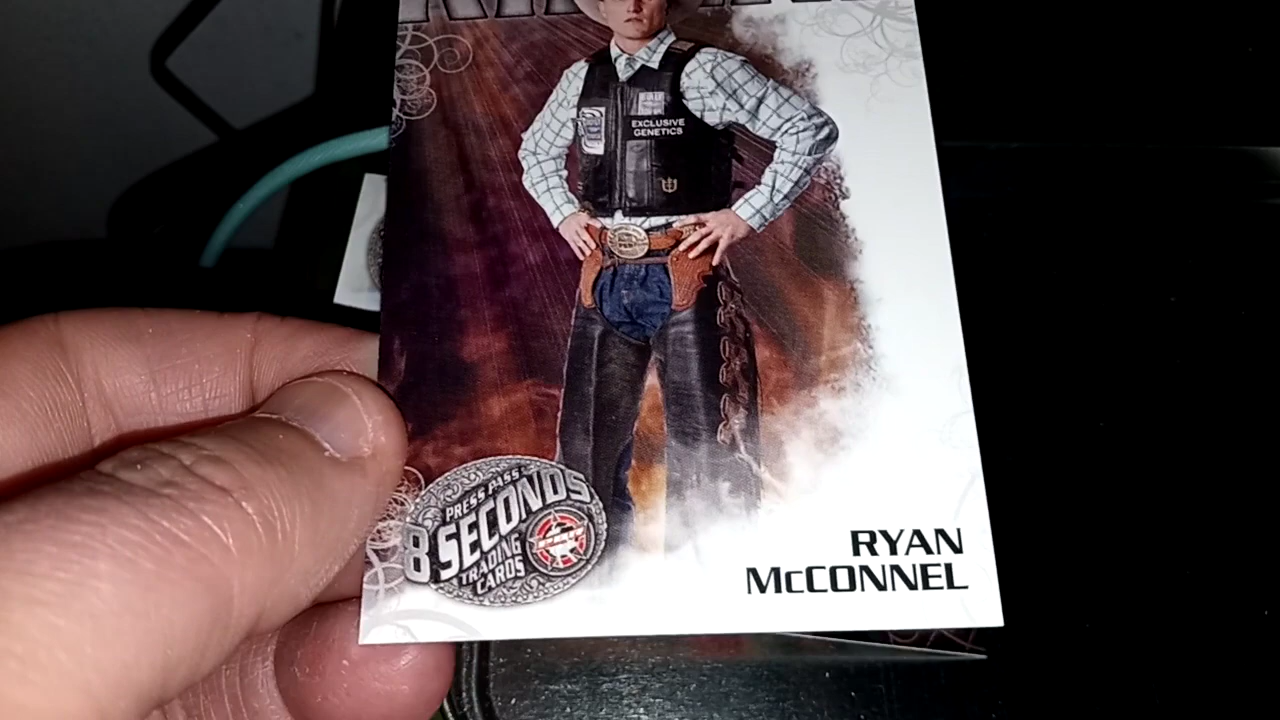 EXCLUSIVE
GENETICS
PRESS PASS
8 SECONDS
TRADING
CARDS
RYAN
McCONNEL